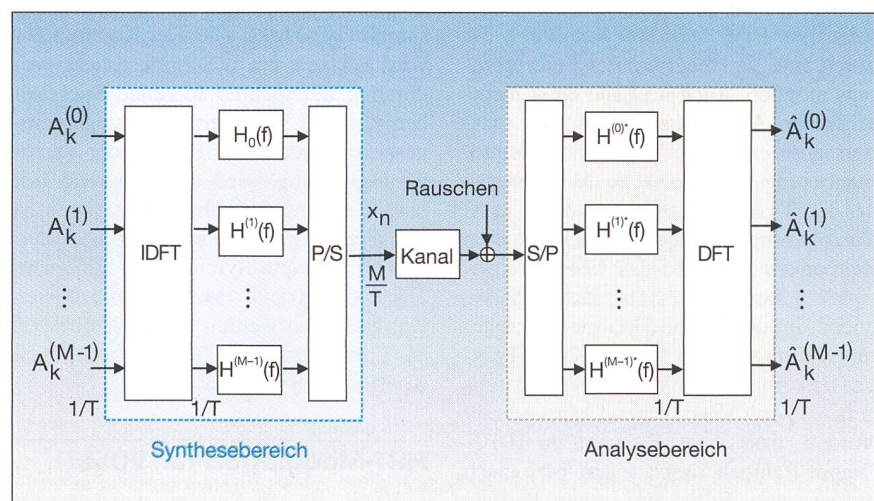 A_k^(0)
A_k^(1)
⋮
A_k^(M-1)
1/T
IDFT
1/T
H_0(f)
H^(1)(f)
⋮
H^(M-1)(f)
P/S
x_n
M/T
Kanal
Rauschen
S/P
H^(0)*(f)
H^(1)*(f)
⋮
H^(M-1)*(f)
1/T
DFT
Â_k^(0)
Â_k^(1)
⋮
Â_k^(M-1)
1/T
Synthesebereich
Analysebereich